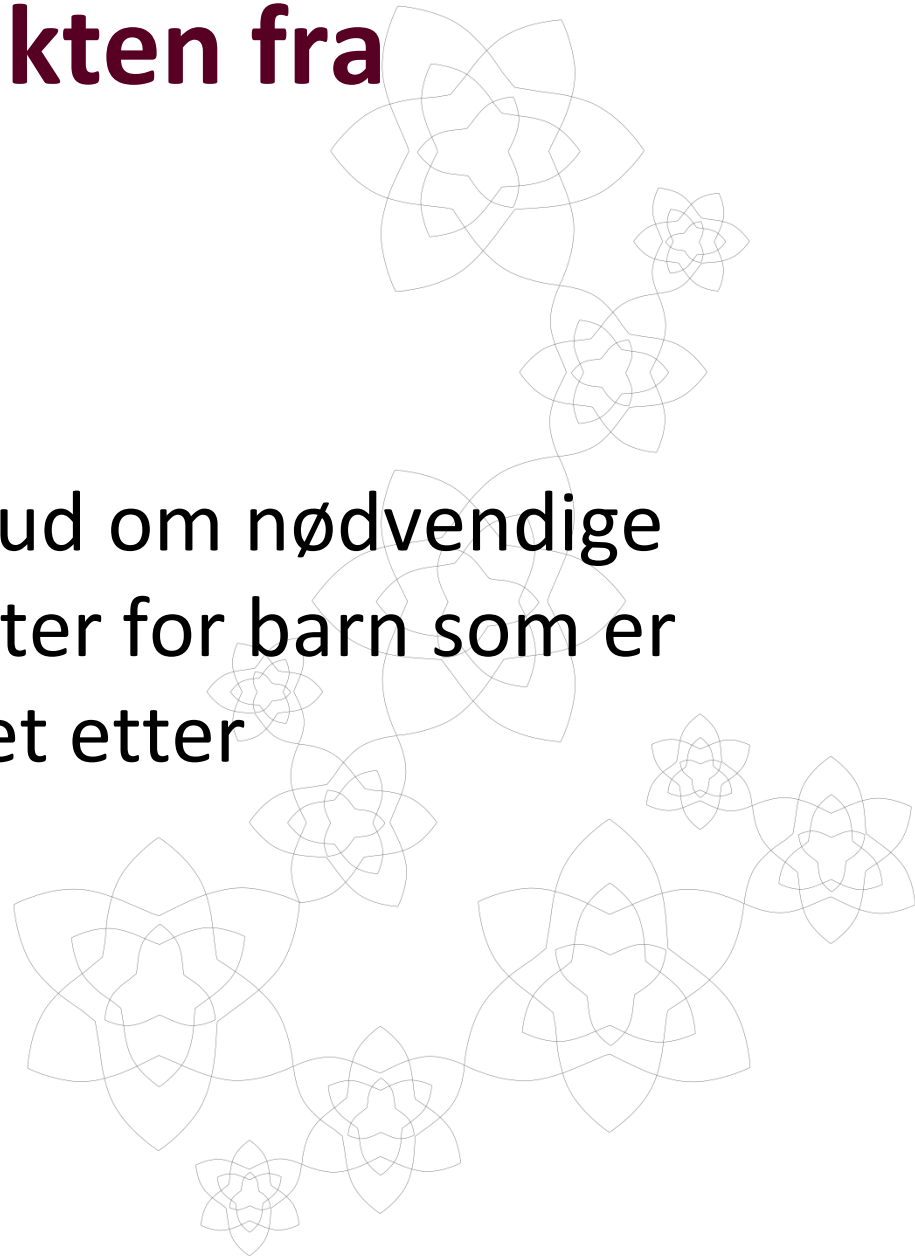 kten fra
ud om nødvendige
ter for barn som er
et etter